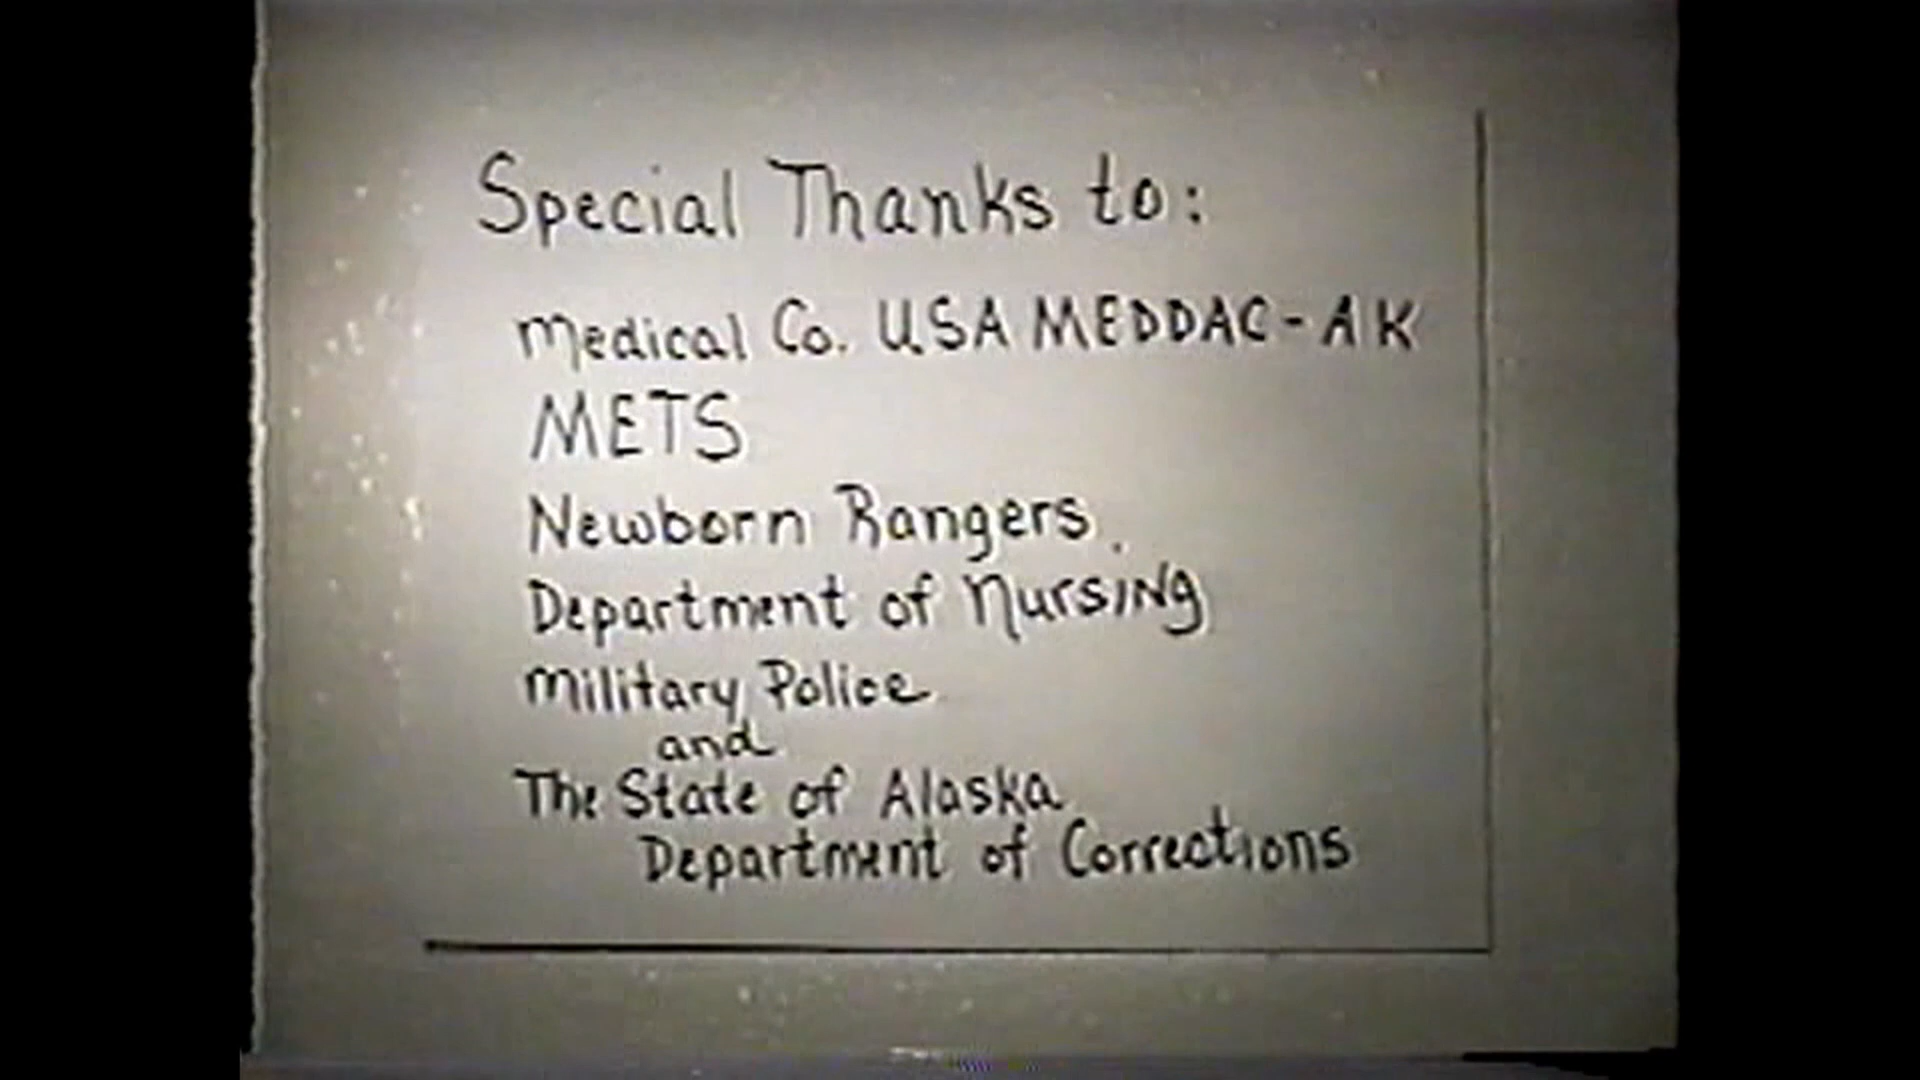 Special Thanks to:
Medical Co. USA MEDDAC-AK
METS
Newborn Rangers
Department of Nursing
Military Police
and
The State of Alaska
Department of Corrections